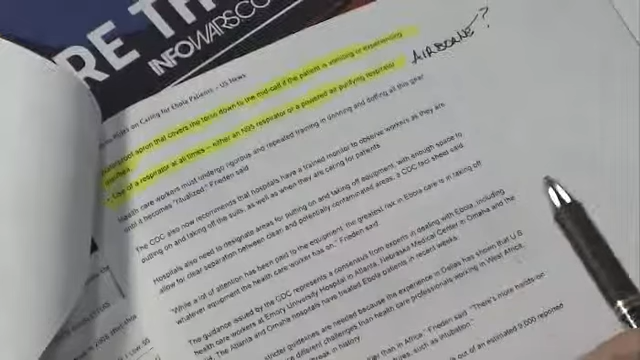 RE TH
INFOWARS.CO
AIRBORNE?
Rules on Caring for Ebola Patients - US News
apron that covers the torso down to the mid-calf if the patient is vomiting or experiencing
Use of a respirator at all times – either an N95 respirator or a powered air purifying respirator
Health care workers must undergo rigorous and repeated training in donning and doffing all this gear
until it becomes "ritualized," Frieden said
The CDC also now recommends that hospitals have a trained monitor to observe workers as they are
putting on and taking off the suits, as well as when they are caring for patients
Hospitals also need to designate areas for putting on and taking off equipment, with enough space to
allow for clear separation between clean and potentially contaminated areas, a CDC fact sheet said
"While a lot of attention has been paid to the equipment, the greatest risk in Ebola care is in taking off
whatever equipment the health care worker has on," Frieden said
The guidance issued by the CDC represents a consensus from experts in dealing with Ebola, including
health care workers at Emory University Hospital in Atlanta, Nebraska Medical Center in Omaha and the
The Atlanta and Omaha hospitals have treated Ebola patients in recent weeks.
stricter guidelines are needed because the experience in Dallas has shown that U S
different challenges than health care professionals working in West Africa
break in history
than in Africa," Frieden said "There's more hands-on
such as intubation."
out of an estimated 9,000 reported